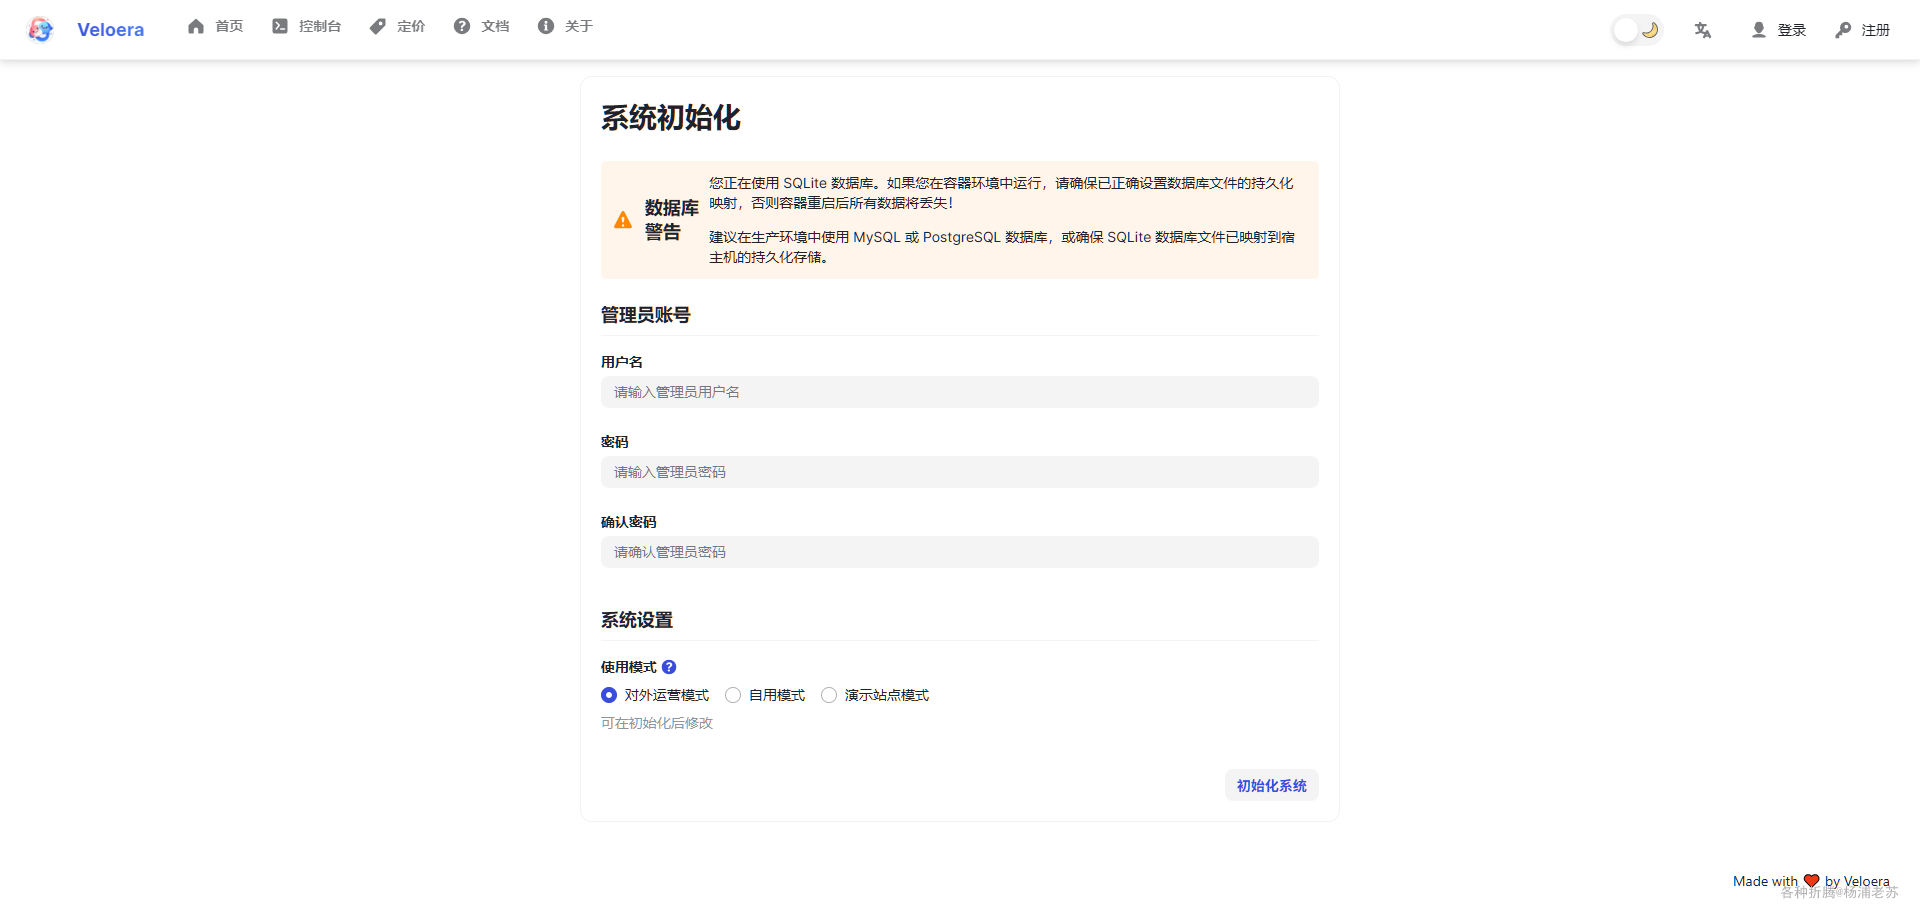 Veloera
首页
控制台
定价
文档
关于
登录
注册
系统初始化
数据库
警告
您正在使用 SQLite 数据库。如果您在容器环境中运行，请确保已正确设置数据库文件的持久化
映射，否则容器重启后所有数据将丢失！
建议在生产环境中使用 MySQL 或 PostgreSQL 数据库，或确保 SQLite 数据库文件已映射到宿
主机的持久化存储。
管理员账号
用户名
请输入管理员用户名
密码
请输入管理员密码
确认密码
请确认管理员密码
系统设置
使用模式
对外运营模式
自用模式
演示站点模式
可在初始化后修改
初始化系统
Made with ❤️ by Veloera
各种折腾@杨浦老苏